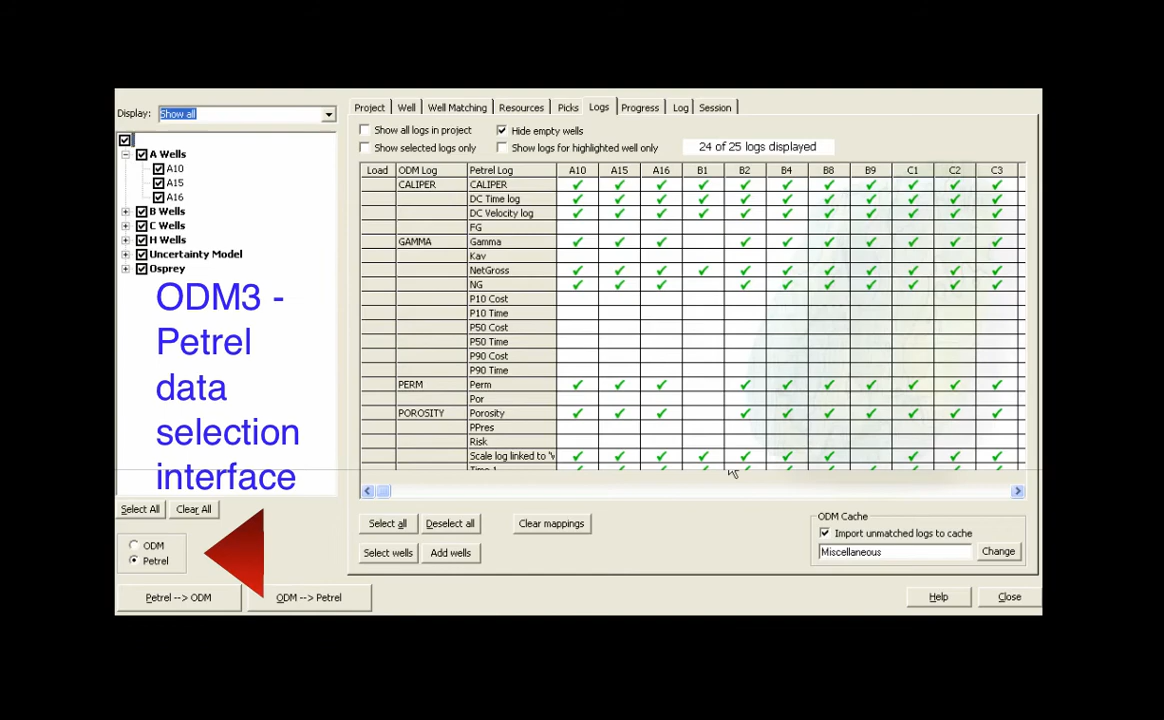 Display: Show all
Project Well Well Matching Resources Picks Logs Progress Log Session
Show all logs in project Hide empty wells
Show selected logs only Show logs for highlighted well only 24 of 25 logs displayed
A Wells
A10
A15
A16
B Wells
C Wells
H Wells
Uncertainty Model
Osprey
ODM3 -
Petrel
data
selection
interface
Load ODM Log Petrel Log A10 A15 A16 B1 B2 B4 B8 B9 C1 C2 C3
CALIPER CALIPER
DC Time log
DC Velocity log
FG
GAMMA Gamma
Kav
NetGross
NG
P10 Cost
P10 Time
P50 Cost
P50 Time
P90 Cost
P90 Time
PERM Perm
Por
POROSITY Porosity
PPres
Risk
Scale log linked to
Select All Clear All
ODM
Petrel
Select all Deselect all Clear mappings
Select wells Add wells
ODM Cache
Import unmatched logs to cache
Miscellaneous Change
Petrel --> ODM ODM --> Petrel Help Close